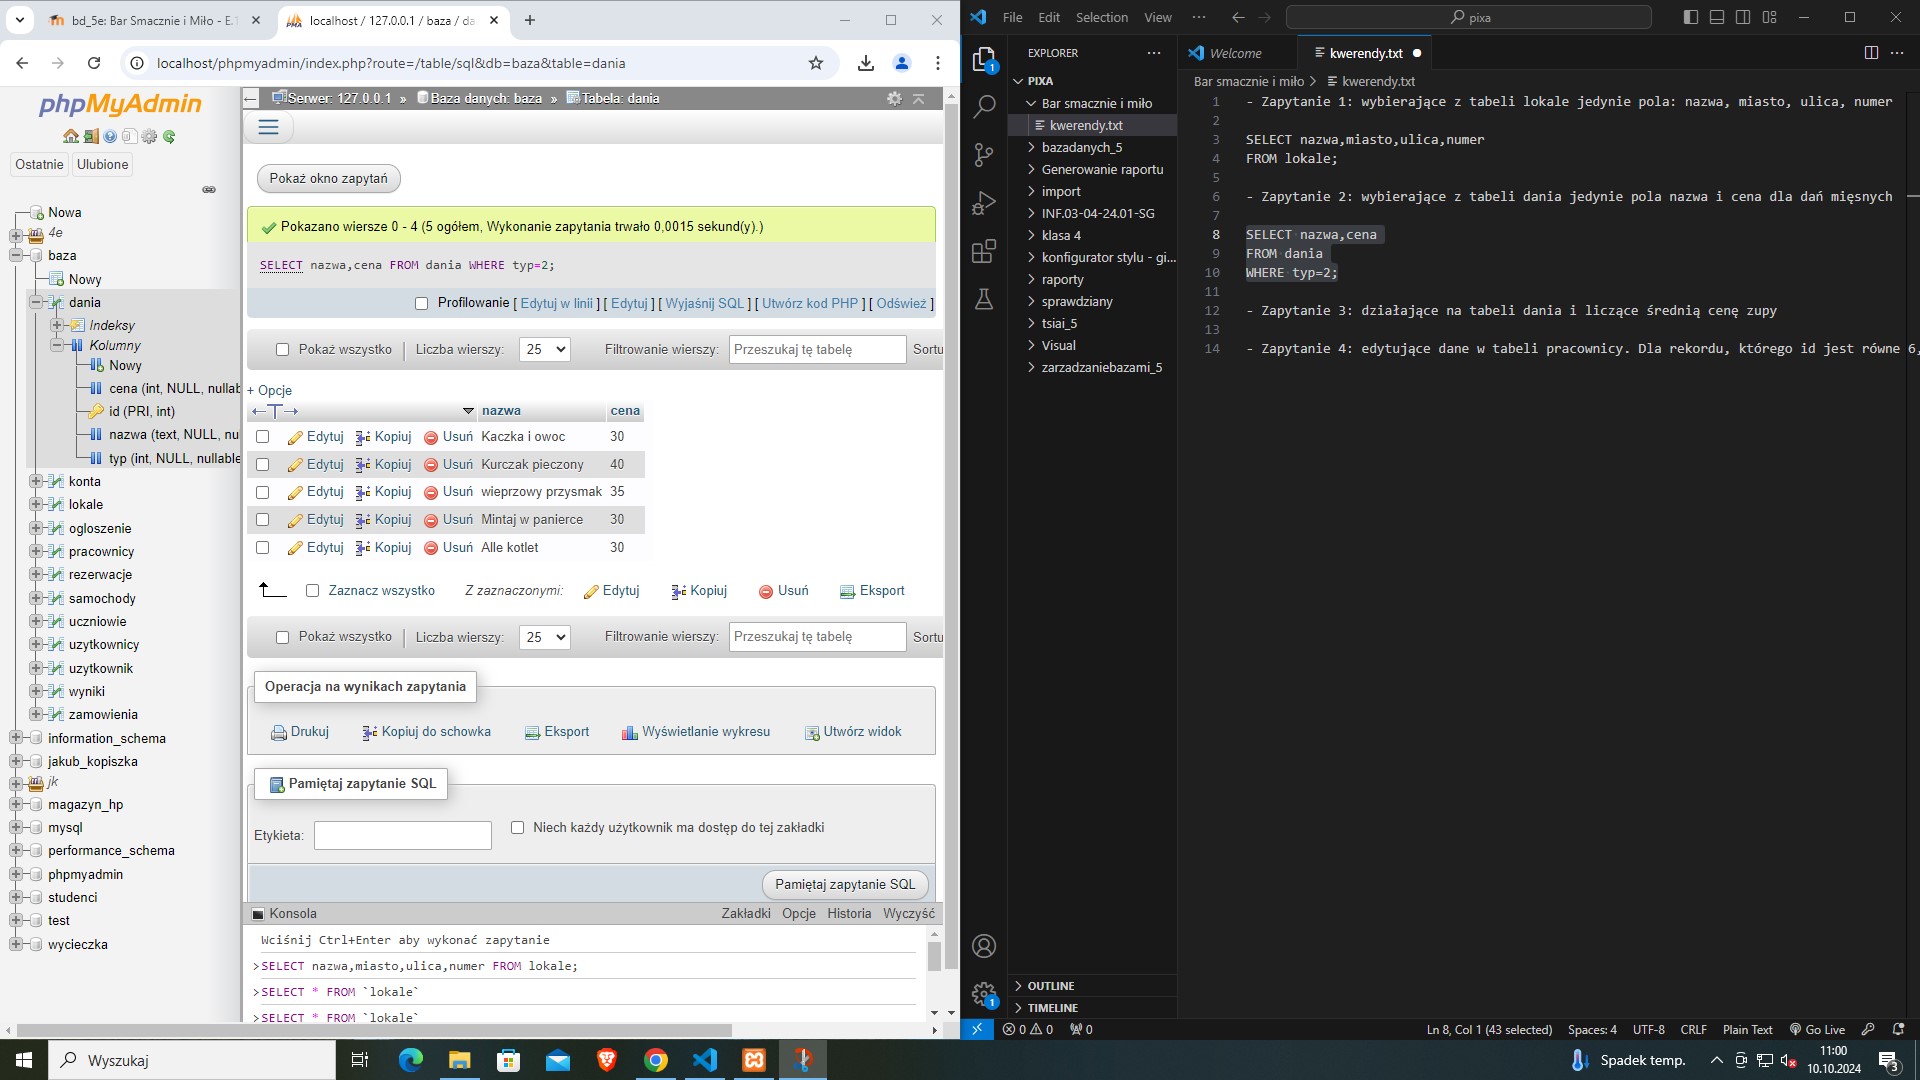 bd_5e: Bar Smacznie i Miło - E.1
localhost / 127.0.0.1 / baza / da
localhost/phpmyadmin/index.php?route=/table/sql&db=baza&table=dania
phpMyAdmin
Ostatnie
Ulubione
Nowa
4e
baza
Nowy
dania
Indeksy
Kolumny
Nowy
cena (int, NULL, nullab
id (PRI, int)
nazwa (text, NULL, nu
typ (int, NULL, nullable
konta
lokale
ogloszenie
pracownicy
rezerwacje
samochody
uczniowie
uzytkownicy
uzytkownik
wyniki
zamowienia
information_schema
jakub_kopiszka
jk
magazyn_hp
mysql
performance_schema
phpmyadmin
studenci
test
wycieczka
Serwer: 127.0.0.1 » Baza danych: baza » Tabela: dania
Pokaż okno zapytań
Pokazano wiersze 0 - 4 (5 ogółem, Wykonanie zapytania trwało 0,0015 sekund(y).)
SELECT nazwa,cena FROM dania WHERE typ=2;
Profilowanie [ Edytuj w linii ] [ Edytuj ] [ Wyjaśnij SQL ] [ Utwórz kod PHP ] [ Odśwież ]
Pokaż wszystko | Liczba wierszy: 25 Filtrowanie wierszy: Przeszukaj tę tabelę Sortu
+ Opcje
←T→ nazwa cena
Edytuj Kopiuj Usuń Kaczka i owoc 30
Edytuj Kopiuj Usuń Kurczak pieczony 40
Edytuj Kopiuj Usuń wieprzowy przysmak 35
Edytuj Kopiuj Usuń Mintaj w panierce 30
Edytuj Kopiuj Usuń Alle kotlet 30
Zaznacz wszystko Z zaznaczonymi: Edytuj Kopiuj Usuń Eksport
Pokaż wszystko | Liczba wierszy: 25 Filtrowanie wierszy: Przeszukaj tę tabelę Sortu
Operacja na wynikach zapytania
Drukuj Kopiuj do schowka Eksport Wyświetlanie wykresu Utwórz widok
Pamiętaj zapytanie SQL
Etykieta: Niech każdy użytkownik ma dostęp do tej zakładki
Pamiętaj zapytanie SQL
Konsola Zakładki Opcje Historia Wyczyść
Wciśnij Ctrl+Enter aby wykonać zapytanie
>SELECT nazwa,miasto,ulica,numer FROM lokale;
>SELECT * FROM `lokale`
>SELECT * FROM `lokale`
File Edit Selection View ··· pixa
EXPLORER ···
PIXA
Bar smacznie i miło
kwerendy.txt
bazadanych_5
Generowanie raportu
import
INF.03-04-24.01-SG
klasa 4
konfigurator stylu - gi...
raporty
sprawdziany
tsiai_5
Visual
zarzadzaniebazami_5
OUTLINE
TIMELINE
1
1
Welcome
kwerendy.txt
Bar smacznie i miło > kwerendy.txt
1 - Zapytanie 1: wybierające z tabeli lokale jedynie pola: nazwa, miasto, ulica, numer
2
3 SELECT nazwa,miasto,ulica,numer
4 FROM lokale;
5
6 - Zapytanie 2: wybierające z tabeli dania jedynie pola nazwa i cena dla dań mięsnych
7
8 SELECT nazwa,cena
9 FROM dania
10 WHERE typ=2;
11
12 - Zapytanie 3: działające na tabeli dania i liczące średnią cenę zupy
13
14 - Zapytanie 4: edytujące dane w tabeli pracownicy. Dla rekordu, którego id jest równe 6,
0 0 0 Ln 8, Col 1 (43 selected) Spaces: 4 UTF-8 CRLF Plain Text Go Live
Wyszukaj
Spadek temp.
11:00
10.10.2024
3